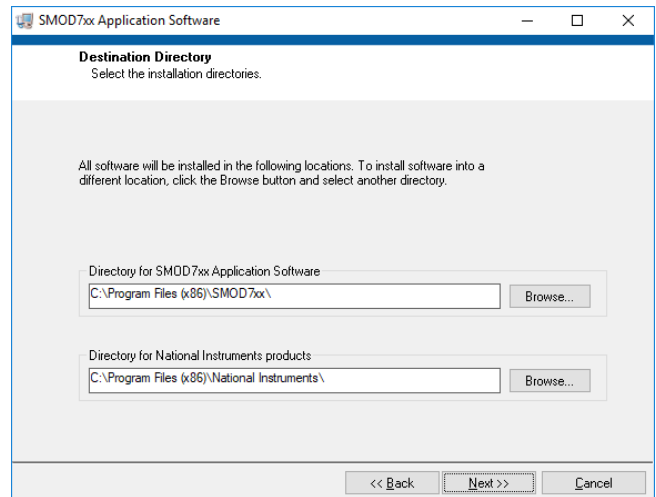 SMOD7xx Application Software
Destination Directory
Select the installation directories.
All software will be installed in the following locations. To install software into a
different location, click the Browse button and select another directory.
Directory for SMOD7xx Application Software
C:\Program Files (x86)\SMOD7xx\
Browse...
Directory for National Instruments products
C:\Program Files (x86)\National Instruments\
Browse...
<< Back
Next >>
Cancel